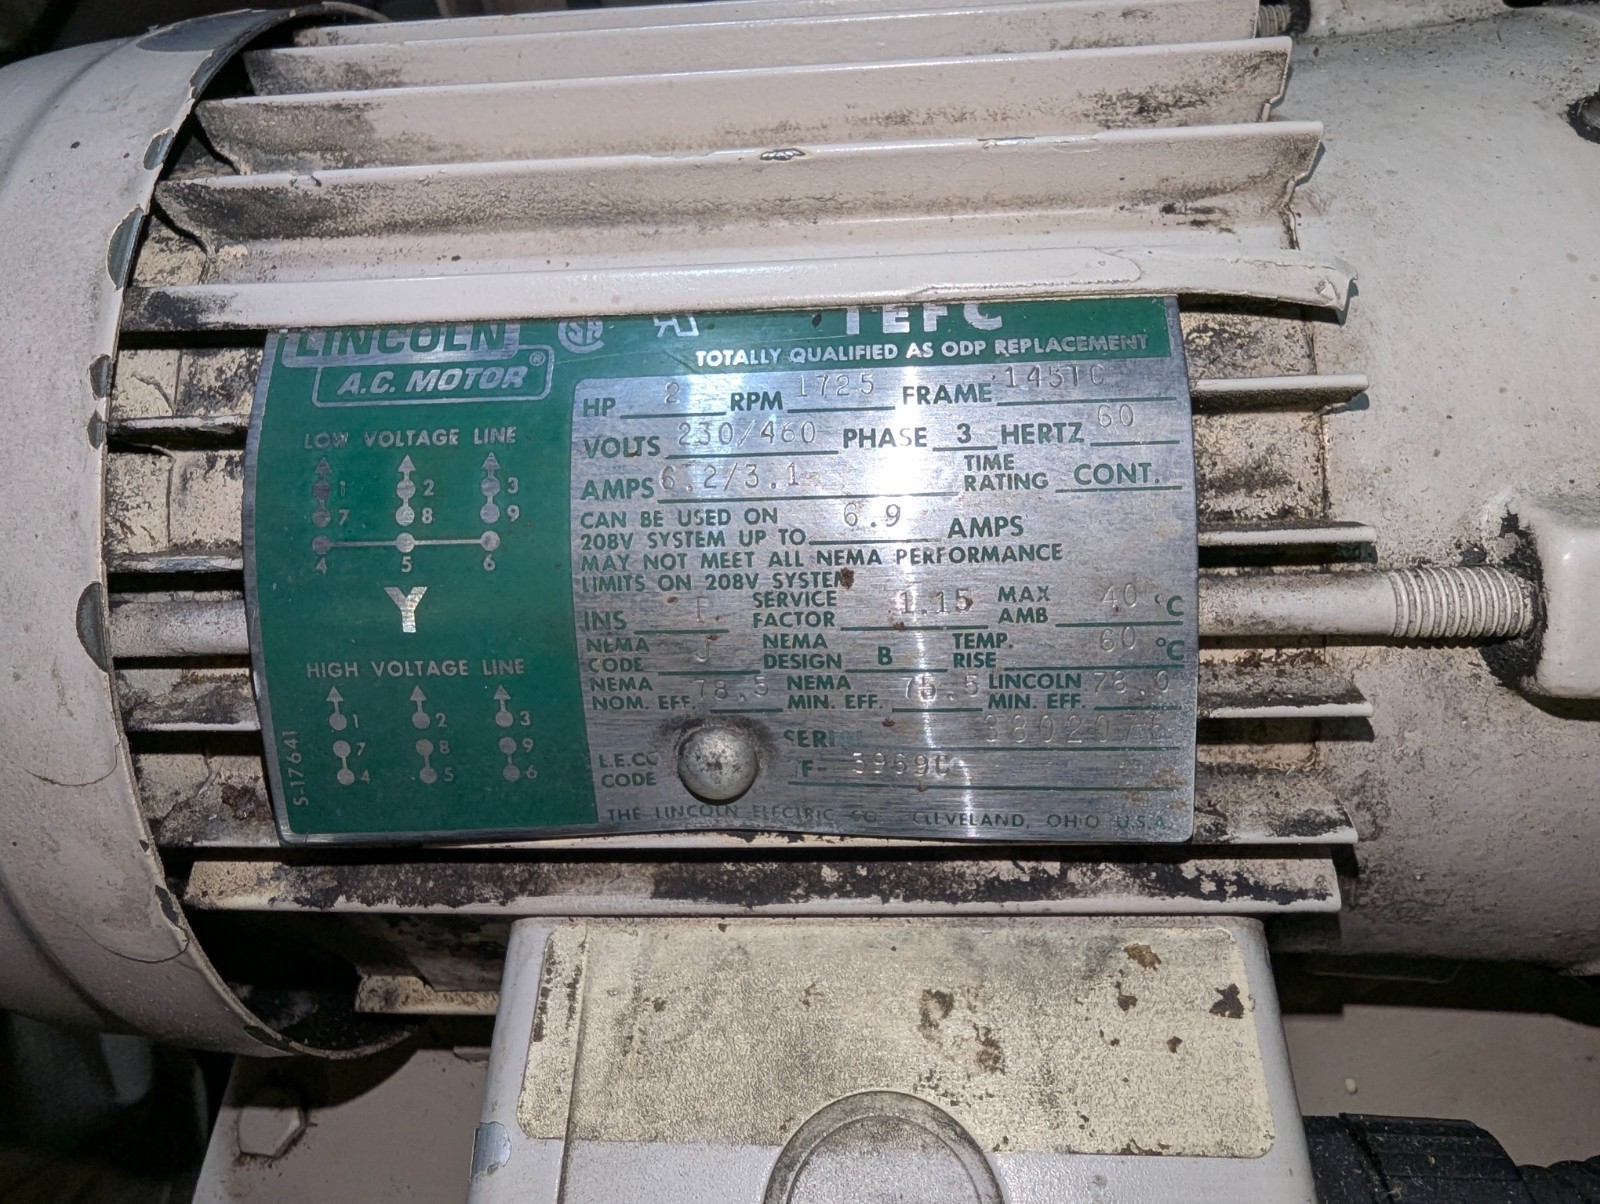 LINCOLN
A.C. MOTOR®
TEFC
TOTALLY QUALIFIED AS ODP REPLACEMENT
HP 2 RPM 1725 FRAME 145TC
VOLTS 230/460 PHASE 3 HERTZ 60
AMPS 6.2/3.1 TIME RATING CONT.
CAN BE USED ON
208V SYSTEM UP TO 6.9 AMPS
MAY NOT MEET ALL NEMA PERFORMANCE
LIMITS ON 208V SYSTEM
INS SERVICE FACTOR 1.15 MAX AMB 40 °C
NEMA CODE J NEMA DESIGN B TEMP. RISE 60 °C
NEMA NOM. EFF. 78.5 NEMA MIN. EFF. 75.5 LINCOLN MIN. EFF. 78.0
SERIAL 3802076
L.E.CO. CODE F-
THE LINCOLN ELECTRIC CO. CLEVELAND, OHIO U.S.A.
LOW VOLTAGE LINE
1 2 3
7 8 9
4 5 6
Y
HIGH VOLTAGE LINE
1 2 3
7 8 9
4 5 6
S-17641